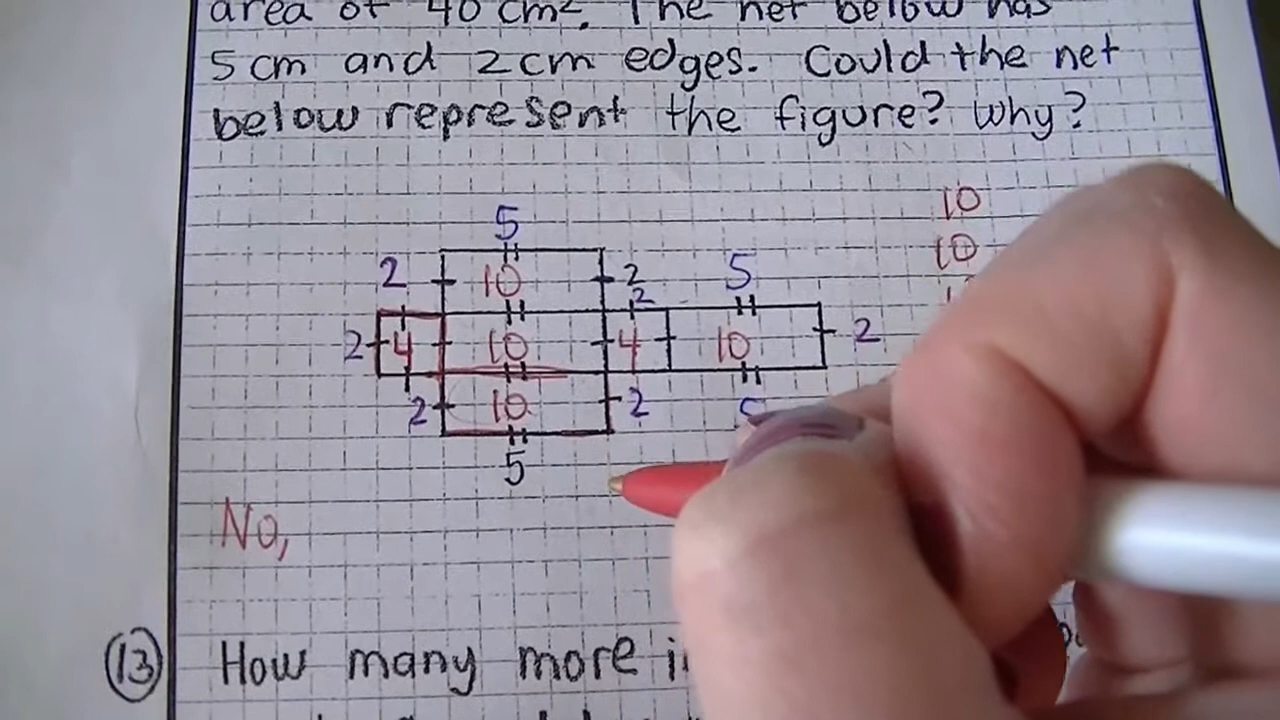 area of 40 cm². The net below has
5 cm and 2 cm edges. Could the net
below represent the figure? Why?
5
10
2 10 2 5 10
2
2 4 10 4 10 2
2 10 2
5
No,
13 How many more